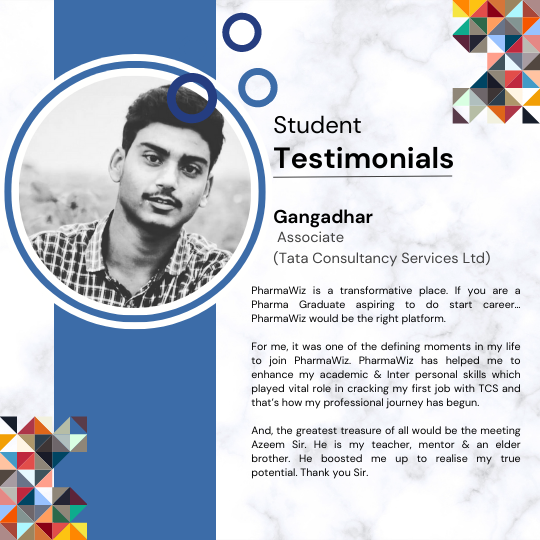 Student
Testimonials
Gangadhar
Associate
(Tata Consultancy Services Ltd)
PharmaWiz is a transformative place. If you are a
Pharma Graduate aspiring to do start career...
PharmaWiz would be the right platform.
For me, it was one of the defining moments in my life
to join PharmaWiz. PharmaWiz has helped me to
enhance my academic & Inter personal skills which
played vital role in cracking my first job with TCS and
that's how my professional journey has begun.
And, the greatest treasure of all would be the meeting
Azeem Sir. He is my teacher, mentor & an elder
brother. He boosted me up to realise my true
potential. Thank you Sir.